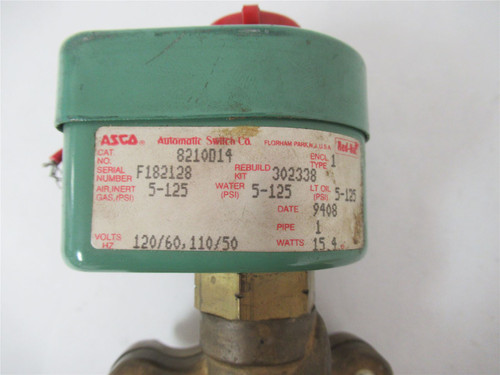 ASCO® Automatic Switch Co. FLORHAM PARK, N.J. U.S.A. Red-Hat
CAT. NO. 8210D14 ENCL. TYPE 1
SERIAL NUMBER F182128 REBUILD KIT 302338
AIR, INERT GAS, (PSI) 5-125 WATER (PSI) 5-125 LT OIL (PSI) 5-125
DATE 9408
PIPE 1
VOLTS HZ 120/60,110/50 WATTS 15.4